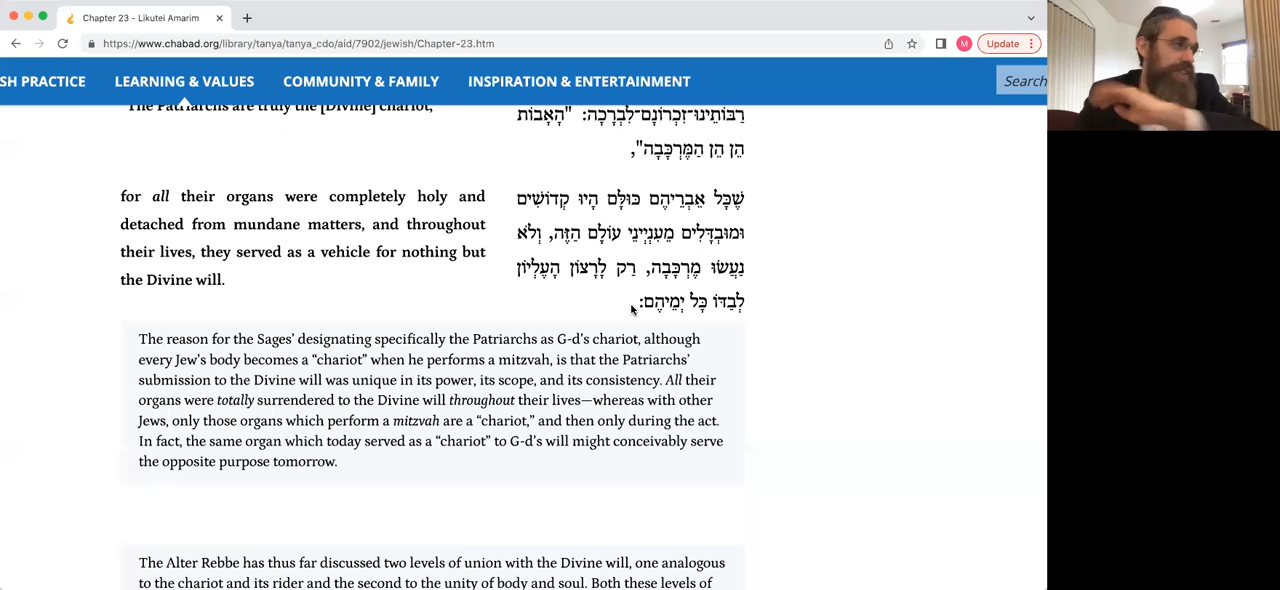 Chapter 23 - Likutei Amarim
https://www.chabad.org/library/tanya/tanya_cdo/aid/7902/jewish/Chapter-23.htm
M
Update
SH PRACTICE LEARNING & VALUES COMMUNITY & FAMILY INSPIRATION & ENTERTAINMENT Search
"The Patriarchs are truly the [Divine] chariot,"
רַבּוֹתֵינוּ־זִכְרוֹנָם־לִבְרָכָה: "הָאָבוֹת
הֵן הֵן הַמֶּרְכָּבָה",
for all their organs were completely holy and
detached from mundane matters, and throughout
their lives, they served as a vehicle for nothing but
the Divine will.
שֶׁכָּל אֵבְרֵיהֶם כּוּלָּם הָיוּ קְדוֹשִׁים
וּמוּבְדָּלִים מֵעִנְיְינֵי עוֹלָם הַזֶּה, וְלֹא
נַעֲשׂוּ מֶרְכָּבָה, רַק לָרָצוֹן הָעֶלְיוֹן
לְבַדּוֹ כָּל יְמֵיהֶם:
The reason for the Sages’ designating specifically the Patriarchs as G-d’s chariot, although
every Jew’s body becomes a “chariot” when he performs a mitzvah, is that the Patriarchs’
submission to the Divine will was unique in its power, its scope, and its consistency. All their
organs were totally surrendered to the Divine will throughout their lives—whereas with other
Jews, only those organs which perform a mitzvah are a “chariot,” and then only during the act.
In fact, the same organ which today served as a “chariot” to G-d’s will might conceivably serve
the opposite purpose tomorrow.
The Alter Rebbe has thus far discussed two levels of union with the Divine will, one analogous
to the chariot and its rider and the second to the unity of body and soul. Both these levels of